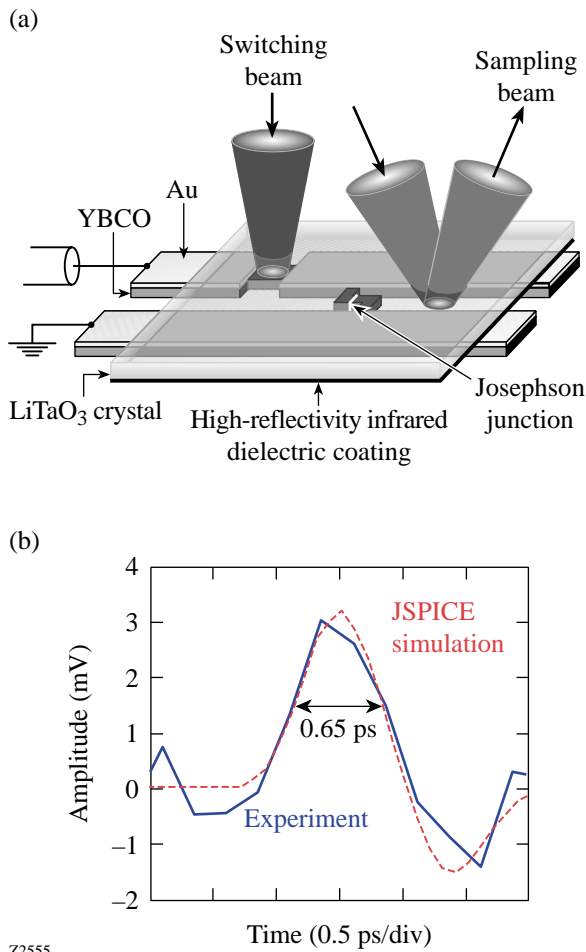 (a)
Switching
beam
Sampling
beam
Au
YBCO
LiTaO3 crystal
High-reflectivity infrared
dielectric coating
Josephson
junction
(b)
4
3
2
1
0
–1
–2
Amplitude (mV)
JSPICE
simulation
0.65 ps
Experiment
Time (0.5 ps/div)
Z2555